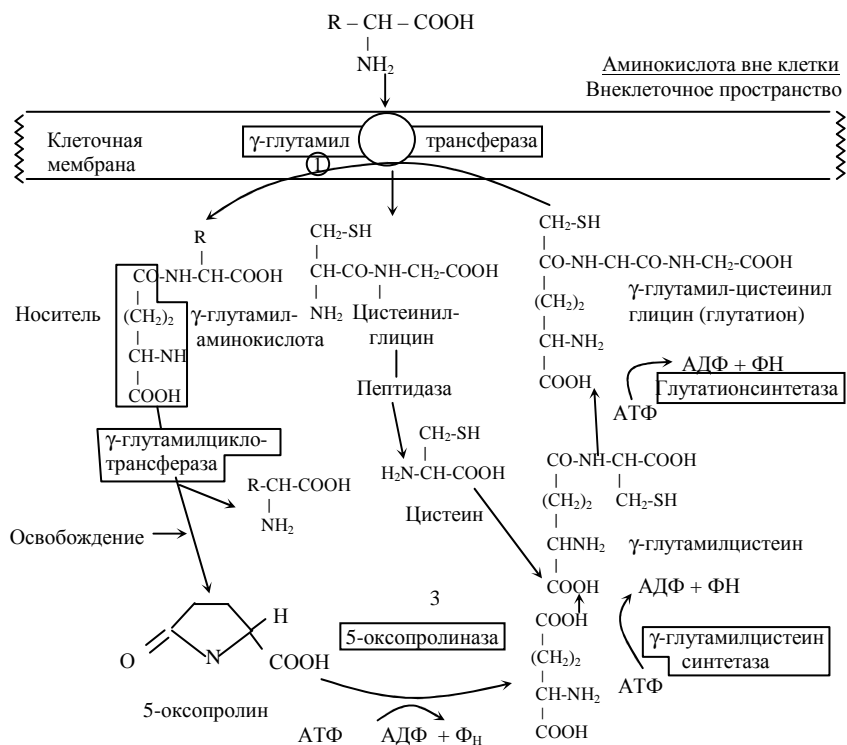 R – CH – COOH
|
NH₂
Аминокислота вне клетки
Внеклеточное пространство
Клеточная
мембрана
γ-глутамил
трансфераза
1
R
|
CO-NH-CH-COOH
|
(CH₂)₂
|
CH-NH
|
COOH
Носитель
γ-глутамил-
аминокислота
CH₂-SH
|
CH-CO-NH-CH₂-COOH
|
NH₂
Цистеинил-
глицин
Пептидаза
CH₂-SH
|
CO-NH-CH-CO-NH-CH₂-COOH
|
(CH₂)₂
|
CH-NH₂
|
COOH
γ-глутамил-цистеинил
глицин (глутатион)
АДФ + ФН
Глутатионсинтетаза
АТФ
γ-глутамилцикло-
трансфераза
R-CH-COOH
|
NH₂
Освобождение
CH₂-SH
|
H₂N-CH-COOH
Цистеин
CO-NH-CH-COOH
|
(CH₂)₂
CH₂-SH
|
CHNH₂
|
COOH
γ-глутамилцистеин
АДФ + ФН
γ-глутамилцистеин
синтетаза
АТФ
3
5-оксопролиназа
COOH
|
(CH₂)₂
|
CH-NH₂
|
COOH
H
O
N
COOH
5-оксопролин
АТФ
АДФ + Фн